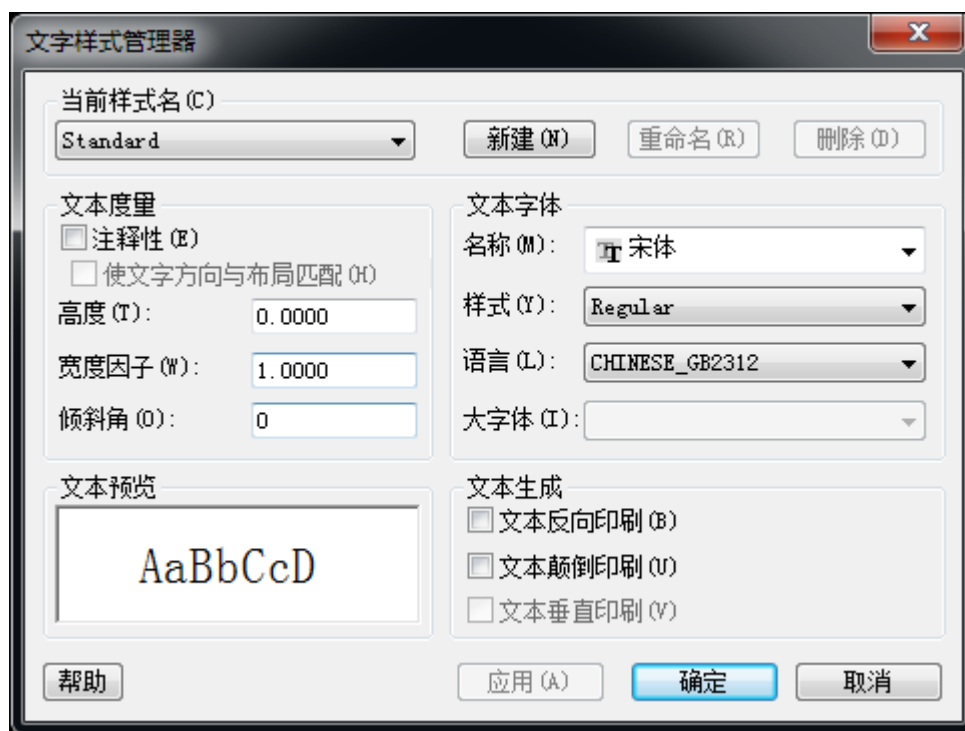 文字样式管理器
当前样式名(C)
Standard
新建(N)
重命名(R)
删除(D)
文本度量
注释性(E)
使文字方向与布局匹配(H)
高度(T): 0.0000
宽度因子(W): 1.0000
倾斜角(O): 0
文本字体
名称(M): 宋体
样式(Y): Regular
语言(L): CHINESE_GB2312
大字体(I):
文本预览
AaBbCcD
文本生成
文本反向印刷(B)
文本颠倒印刷(U)
文本垂直印刷(V)
帮助
应用(A)
确定
取消